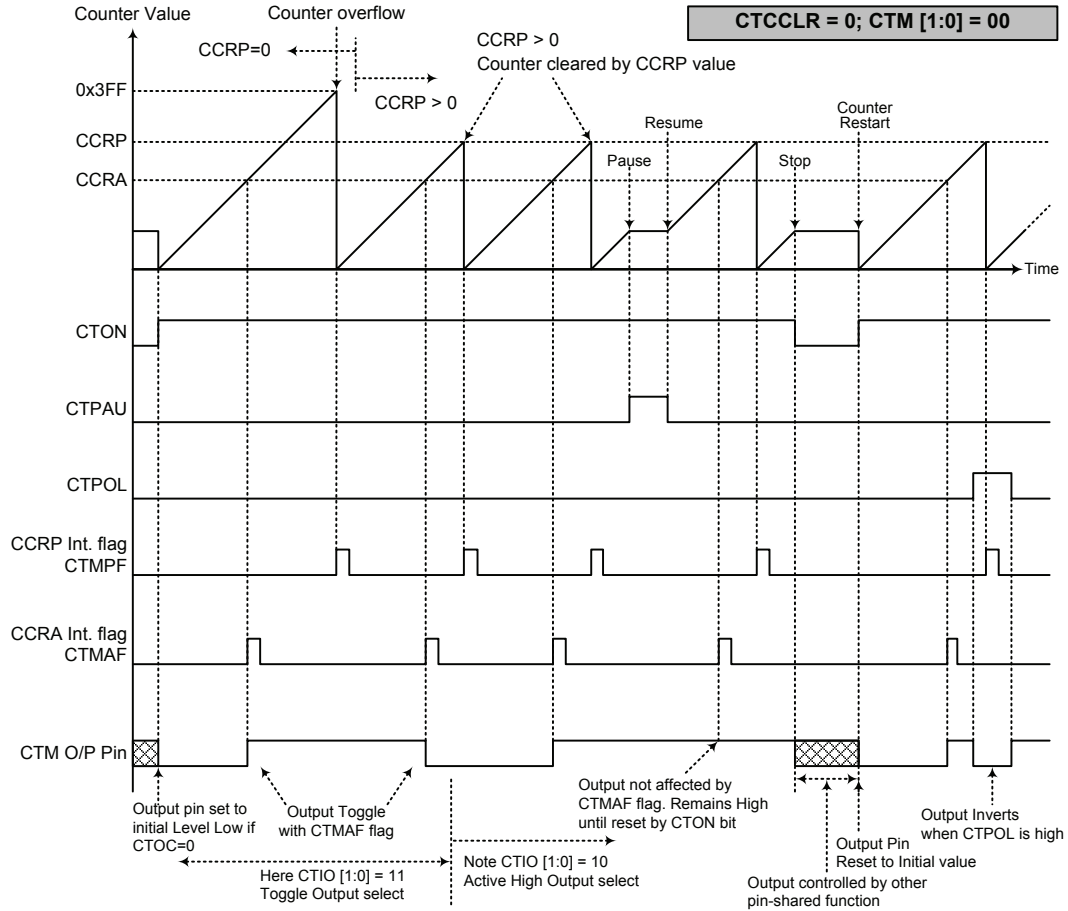 Counter Value
Counter overflow
CTCCLR = 0; CTM [1:0] = 00
CCRP=0
CCRP > 0
CCRP > 0
Counter cleared by CCRP value
0x3FF
CCRP
CCRA
Pause
Resume
Stop
Counter
Restart
Time
CTON
CTPAU
CTPOL
CCRP Int. flag
CTMPF
CCRA Int. flag
CTMAF
CTM O/P Pin
Output pin set to
initial Level Low if
CTOC=0
Output Toggle
with CTMAF flag
Output not affected by
CTMAF flag. Remains High
until reset by CTON bit
Output Inverts
when CTPOL is high
Output Pin
Reset to Initial value
Here CTIO [1:0] = 11
Toggle Output select
Note CTIO [1:0] = 10
Active High Output select
Output controlled by other
pin-shared function